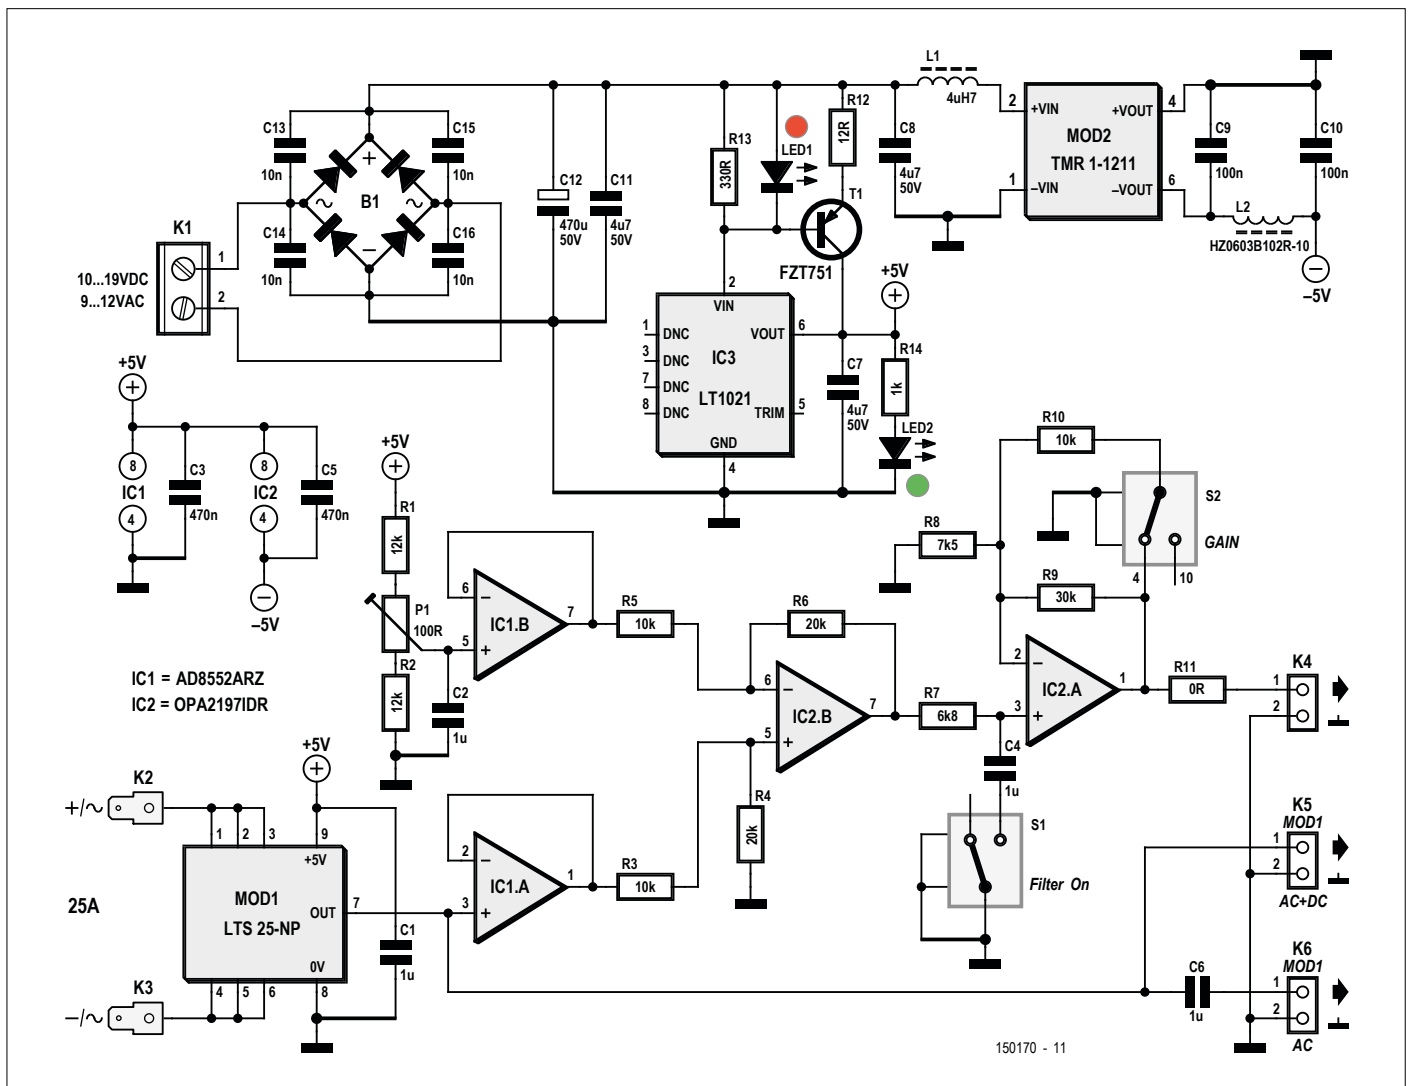 L1
4uH7
C13
10n
C15
10n
+
~
B1
~
−
C14
10n
C16
10n
K1
1
2
10...19VDC
9...12VAC
C12
470u
50V
C11
4u7
50V
R13
330R
LED1
R12
12R
T1
FZT751
C8
4u7
50V
2
+VIN
+VOUT
4
MOD2
TMR 1-1211
1
−VIN
−VOUT
6
C9
100n
C10
100n
L2
HZ0603B102R-10
−
−5V
2
VIN
1
DNC
VOUT
6
3
DNC
IC3
7
DNC
LT1021
8
DNC
TRIM
5
GND
4
+5V
+
C7
4u7
50V
R14
1k
LED2
+5V
+
8
IC1
4
C3
470n
8
IC2
4
C5
470n
−
−5V
IC1 = AD8552ARZ
IC2 = OPA2197IDR
+5V
+
R1
12k
P1
100R
R2
12k
C2
1u
6
−
IC1.B
7
5
+
R5
10k
R6
20k
6
−
IC2.B
7
5
+
R4
20k
R7
6k8
R8
7k5
R10
10k
R9
30k
S2
GAIN
4
10
2
−
IC2.A
1
3
+
C4
1u
S1
Filter On
R11
0R
K4
1
2
K5
MOD1
1
2
AC+DC
K6
MOD1
1
2
AC
C6
1u
+5V
+
K2
+/~
1
2
3
9
+5V
MOD1
LTS 25-NP
OUT
7
0V
25A
4
5
6
8
K3
−/~
C1
1u
2
−
IC1.A
1
3
+
R3
10k
150170 - 11